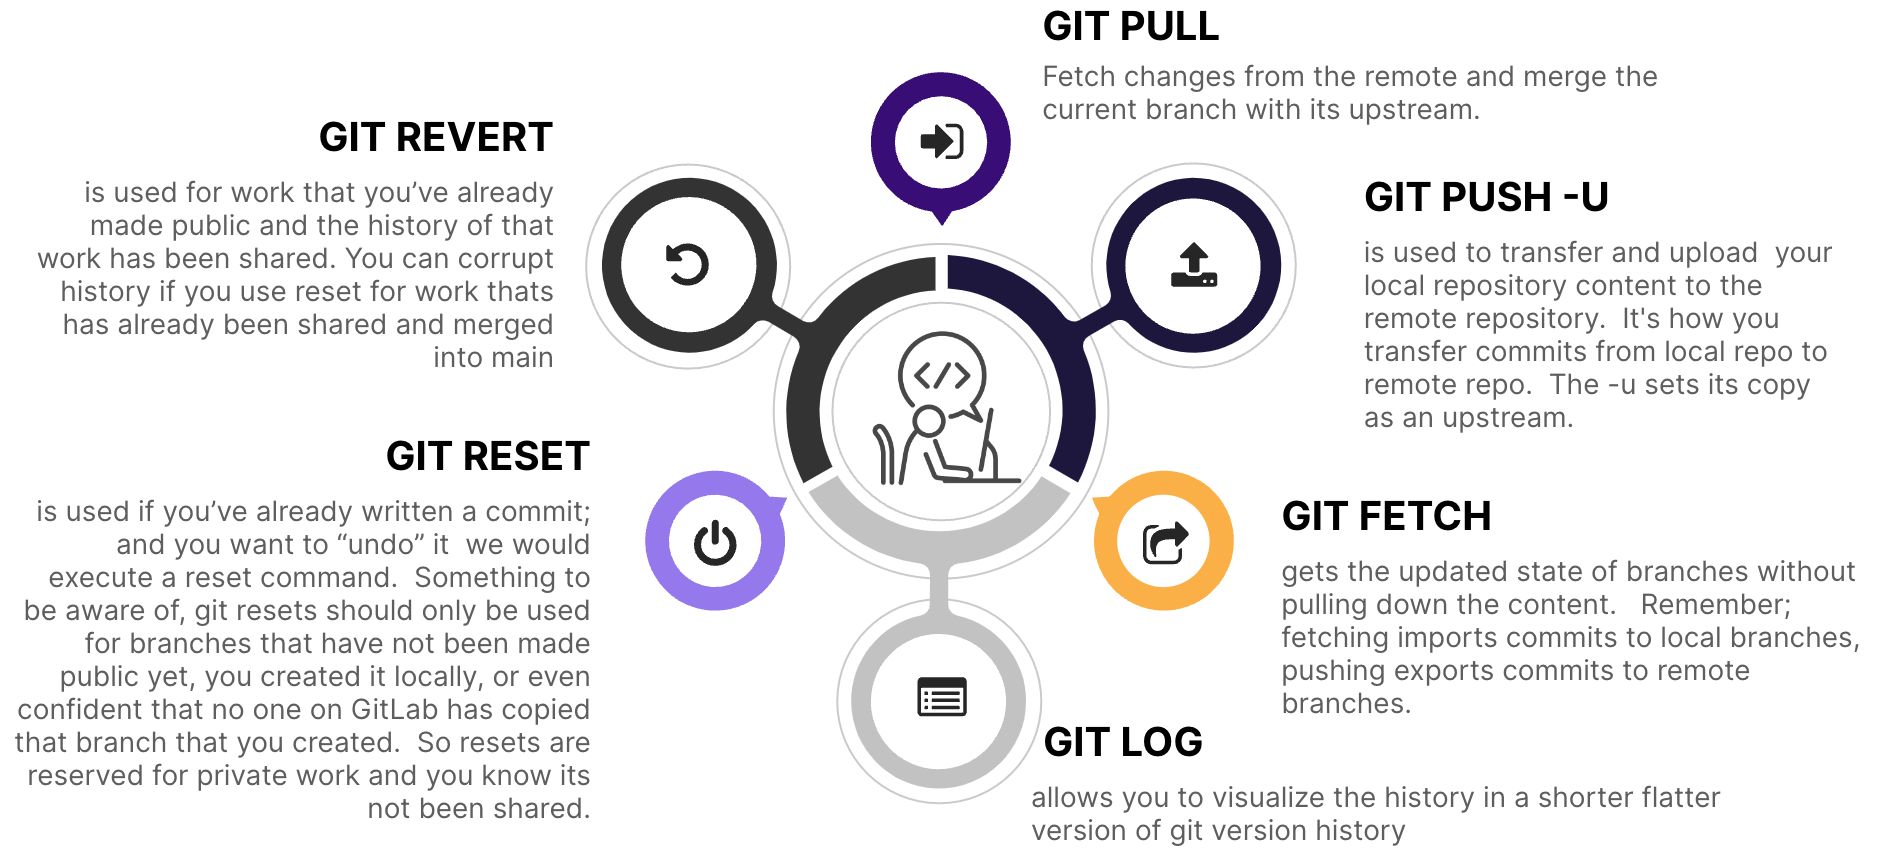 GIT PULL
Fetch changes from the remote and merge the
current branch with its upstream.
GIT REVERT
is used for work that you’ve already
made public and the history of that
work has been shared. You can corrupt
history if you use reset for work thats
has already been shared and merged
into main
GIT PUSH -U
is used to transfer and upload  your
local repository content to the
remote repository.  It's how you
transfer commits from local repo to
remote repo.  The -u sets its copy
as an upstream.
GIT RESET
is used if you’ve already written a commit;
and you want to “undo” it  we would
execute a reset command.  Something to
be aware of, git resets should only be used
for branches that have not been made
public yet, you created it locally, or even
confident that no one on GitLab has copied
that branch that you created.  So resets are
reserved for private work and you know its
not been shared.
GIT FETCH
gets the updated state of branches without
pulling down the content.   Remember;
fetching imports commits to local branches,
pushing exports commits to remote
branches.
GIT LOG
allows you to visualize the history in a shorter flatter
version of git version history